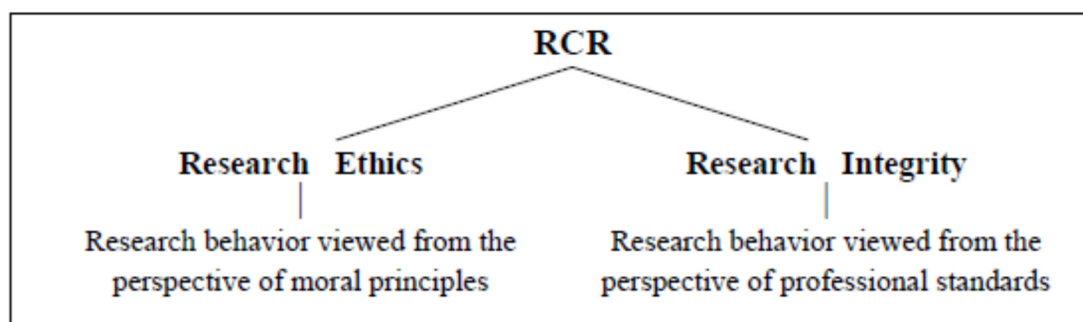 RCR
Research Ethics
Research Integrity
Research behavior viewed from the
perspective of moral principles
Research behavior viewed from the
perspective of professional standards